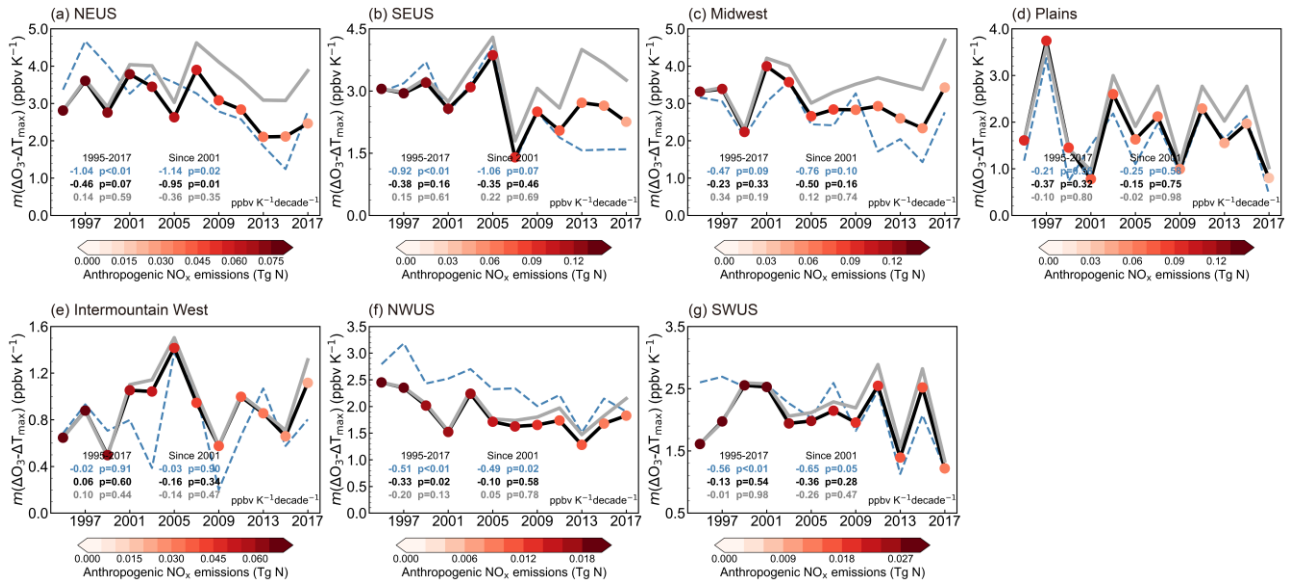 (a) NEUS
m(ΔO₃-ΔTₘₐₓ) (ppbv K⁻¹)
5.0
4.0
3.0
2.0
1.0
0.0
1995-2017 Since 2001
-1.04 p<0.01 -1.14 p=0.02
-0.46 p=0.07 -0.95 p=0.01
0.14 p=0.59 -0.36 p=0.35
ppbv K⁻¹decade⁻¹
1997 2001 2005 2009 2013 2017
0.000 0.015 0.030 0.045 0.060 0.075
Anthropogenic NOₓ emissions (Tg N)
(b) SEUS
m(ΔO₃-ΔTₘₐₓ) (ppbv K⁻¹)
4.5
3.0
1.5
0.0
1995-2017 Since 2001
-0.92 p<0.01 -1.06 p=0.07
-0.38 p=0.16 -0.35 p=0.46
0.15 p=0.61 0.22 p=0.69
ppbv K⁻¹decade⁻¹
1997 2001 2005 2009 2013 2017
0.00 0.03 0.06 0.09 0.12
Anthropogenic NOₓ emissions (Tg N)
(c) Midwest
m(ΔO₃-ΔTₘₐₓ) (ppbv K⁻¹)
5.0
4.0
3.0
2.0
1.0
0.0
1995-2017 Since 2001
-0.47 p=0.09 -0.76 p=0.10
-0.23 p=0.33 -0.50 p=0.16
0.34 p=0.19 0.12 p=0.74
ppbv K⁻¹decade⁻¹
1997 2001 2005 2009 2013 2017
0.00 0.03 0.06 0.09 0.12
Anthropogenic NOₓ emissions (Tg N)
(d) Plains
m(ΔO₃-ΔTₘₐₓ) (ppbv K⁻¹)
4.0
3.0
2.0
1.0
0.0
1995-2017 Since 2001
-0.21 -0.25
-0.37 p=0.32 -0.15 p=0.75
-0.10 p=0.80 -0.02 p=0.98
ppbv K⁻¹decade⁻¹
1997 2001 2005 2009 2013 2017
0.00 0.03 0.06 0.09 0.12
Anthropogenic NOₓ emissions (Tg N)
(e) Intermountain West
m(ΔO₃-ΔTₘₐₓ) (ppbv K⁻¹)
1.6
1.2
0.8
0.4
0.0
1995-2017 Since 2001
-0.02 p=0.91 -0.03 p=0.90
0.06 p=0.60 -0.16 p=0.34
0.10 p=0.44 -0.14 p=0.47
ppbv K⁻¹decade⁻¹
1997 2001 2005 2009 2013 2017
0.000 0.015 0.030 0.045 0.060
Anthropogenic NOₓ emissions (Tg N)
(f) NWUS
m(ΔO₃-ΔTₘₐₓ) (ppbv K⁻¹)
3.5
3.0
2.5
2.0
1.5
1.0
0.5
0.0
1995-2017 Since 2001
-0.51 p<0.01 -0.49 p=0.02
-0.33 p=0.02 -0.10 p=0.58
-0.20 p=0.13 0.05 p=0.78
ppbv K⁻¹decade⁻¹
1997 2001 2005 2009 2013 2017
0.000 0.006 0.012 0.018
Anthropogenic NOₓ emissions (Tg N)
(g) SWUS
m(ΔO₃-ΔTₘₐₓ) (ppbv K⁻¹)
3.5
2.5
1.5
0.5
1995-2017 Since 2001
-0.56 p<0.01 -0.65 p=0.05
-0.13 p=0.54 -0.36 p=0.28
-0.01 p=0.98 -0.26 p=0.47
ppbv K⁻¹decade⁻¹
1997 2001 2005 2009 2013 2017
0.000 0.009 0.018 0.027
Anthropogenic NOₓ emissions (Tg N)